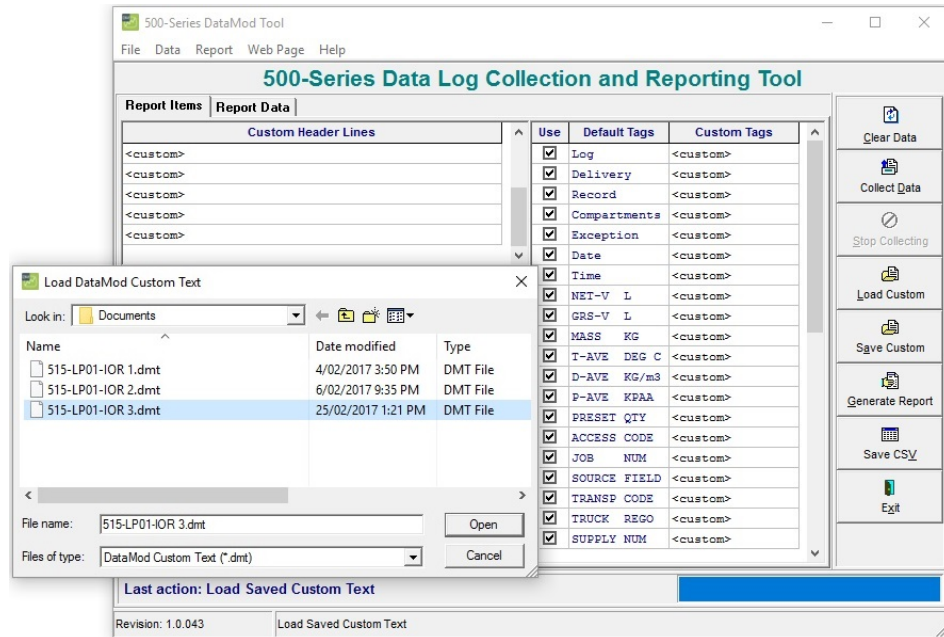 500-Series DataMod Tool
File Data Report Web Page Help
500-Series Data Log Collection and Reporting Tool
Report Items Report Data
Custom Header Lines
<custom>
<custom>
<custom>
<custom>
<custom>
Use Default Tags Custom Tags
Log <custom>
Delivery <custom>
Record <custom>
Compartments <custom>
Exception <custom>
Date <custom>
Time <custom>
NET-V L <custom>
GRS-V L <custom>
MASS KG <custom>
T-AVE DEG C <custom>
D-AVE KG/m3 <custom>
P-AVE KPAA <custom>
PRESET QTY <custom>
ACCESS CODE <custom>
JOB NUM <custom>
SOURCE FIELD <custom>
TRANSP CODE <custom>
TRUCK REGO <custom>
SUPPLY NUM <custom>
Clear Data
Collect Data
Stop Collecting
Load Custom
Save Custom
Generate Report
Save CSV
Exit
Load DataMod Custom Text
Look in: Documents
Name Date modified Type
515-LP01-IOR 1.dmt 4/02/2017 3:50 PM DMT File
515-LP01-IOR 2.dmt 6/02/2017 9:35 PM DMT File
515-LP01-IOR 3.dmt 25/02/2017 1:21 PM DMT File
File name: 515-LP01-IOR 3.dmt Open
Files of type: DataMod Custom Text (*.dmt) Cancel
Last action: Load Saved Custom Text
Revision: 1.0.043 Load Saved Custom Text